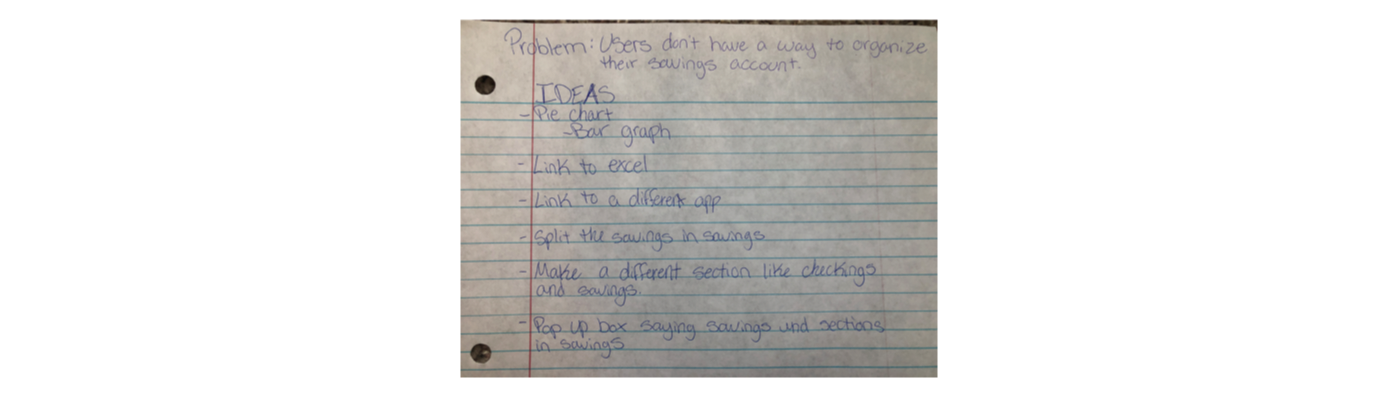 Problem: Users don't have a way to organize
their savings account.
IDEAS
- Pie chart
- Bar graph
- Link to excel
- Link to a different app
- Split the savings in savings
- Make a different section like checkings
and savings.
- Pop up box saying savings und sections
in savings